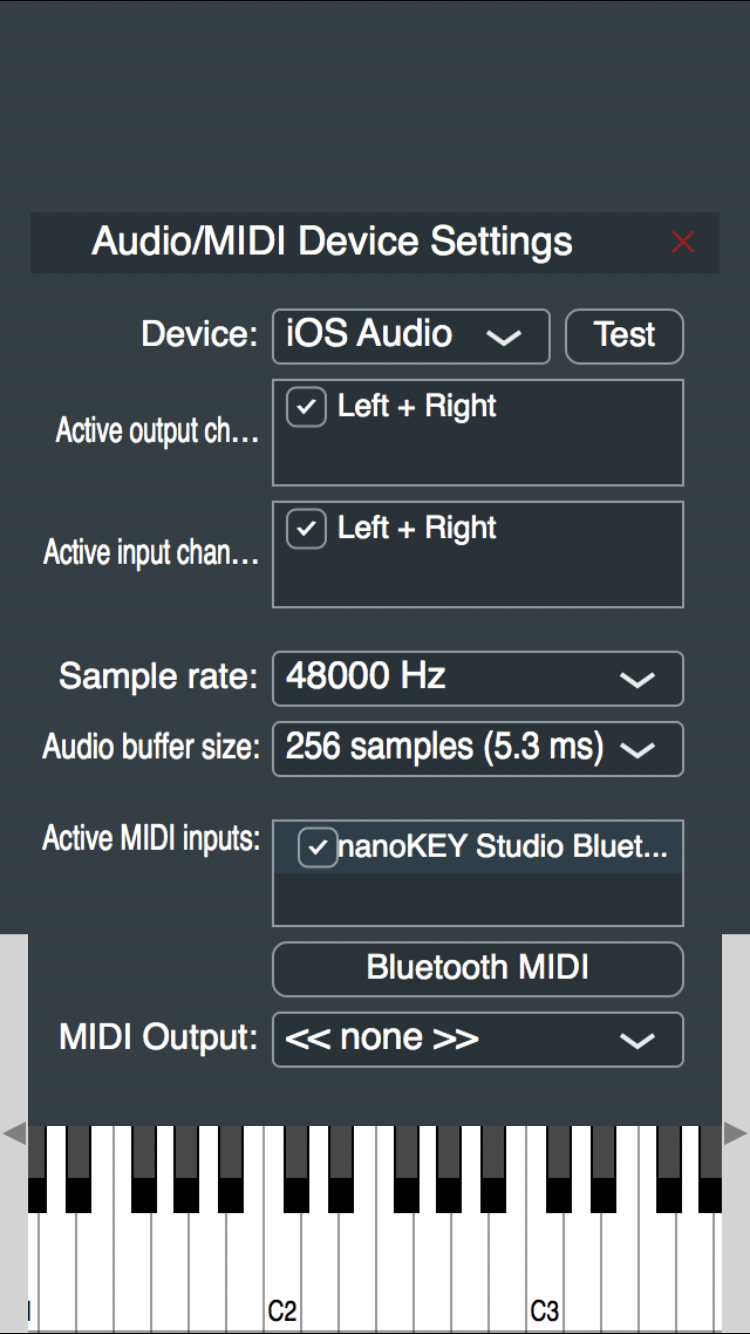 Audio/MIDI Device Settings
Device: iOS Audio Test
Active output ch... Left + Right
Active input chan... Left + Right
Sample rate: 48000 Hz
Audio buffer size: 256 samples (5.3 ms)
Active MIDI inputs: nanoKEY Studio Bluet...
Bluetooth MIDI
MIDI Output: << none >>
C2 C3